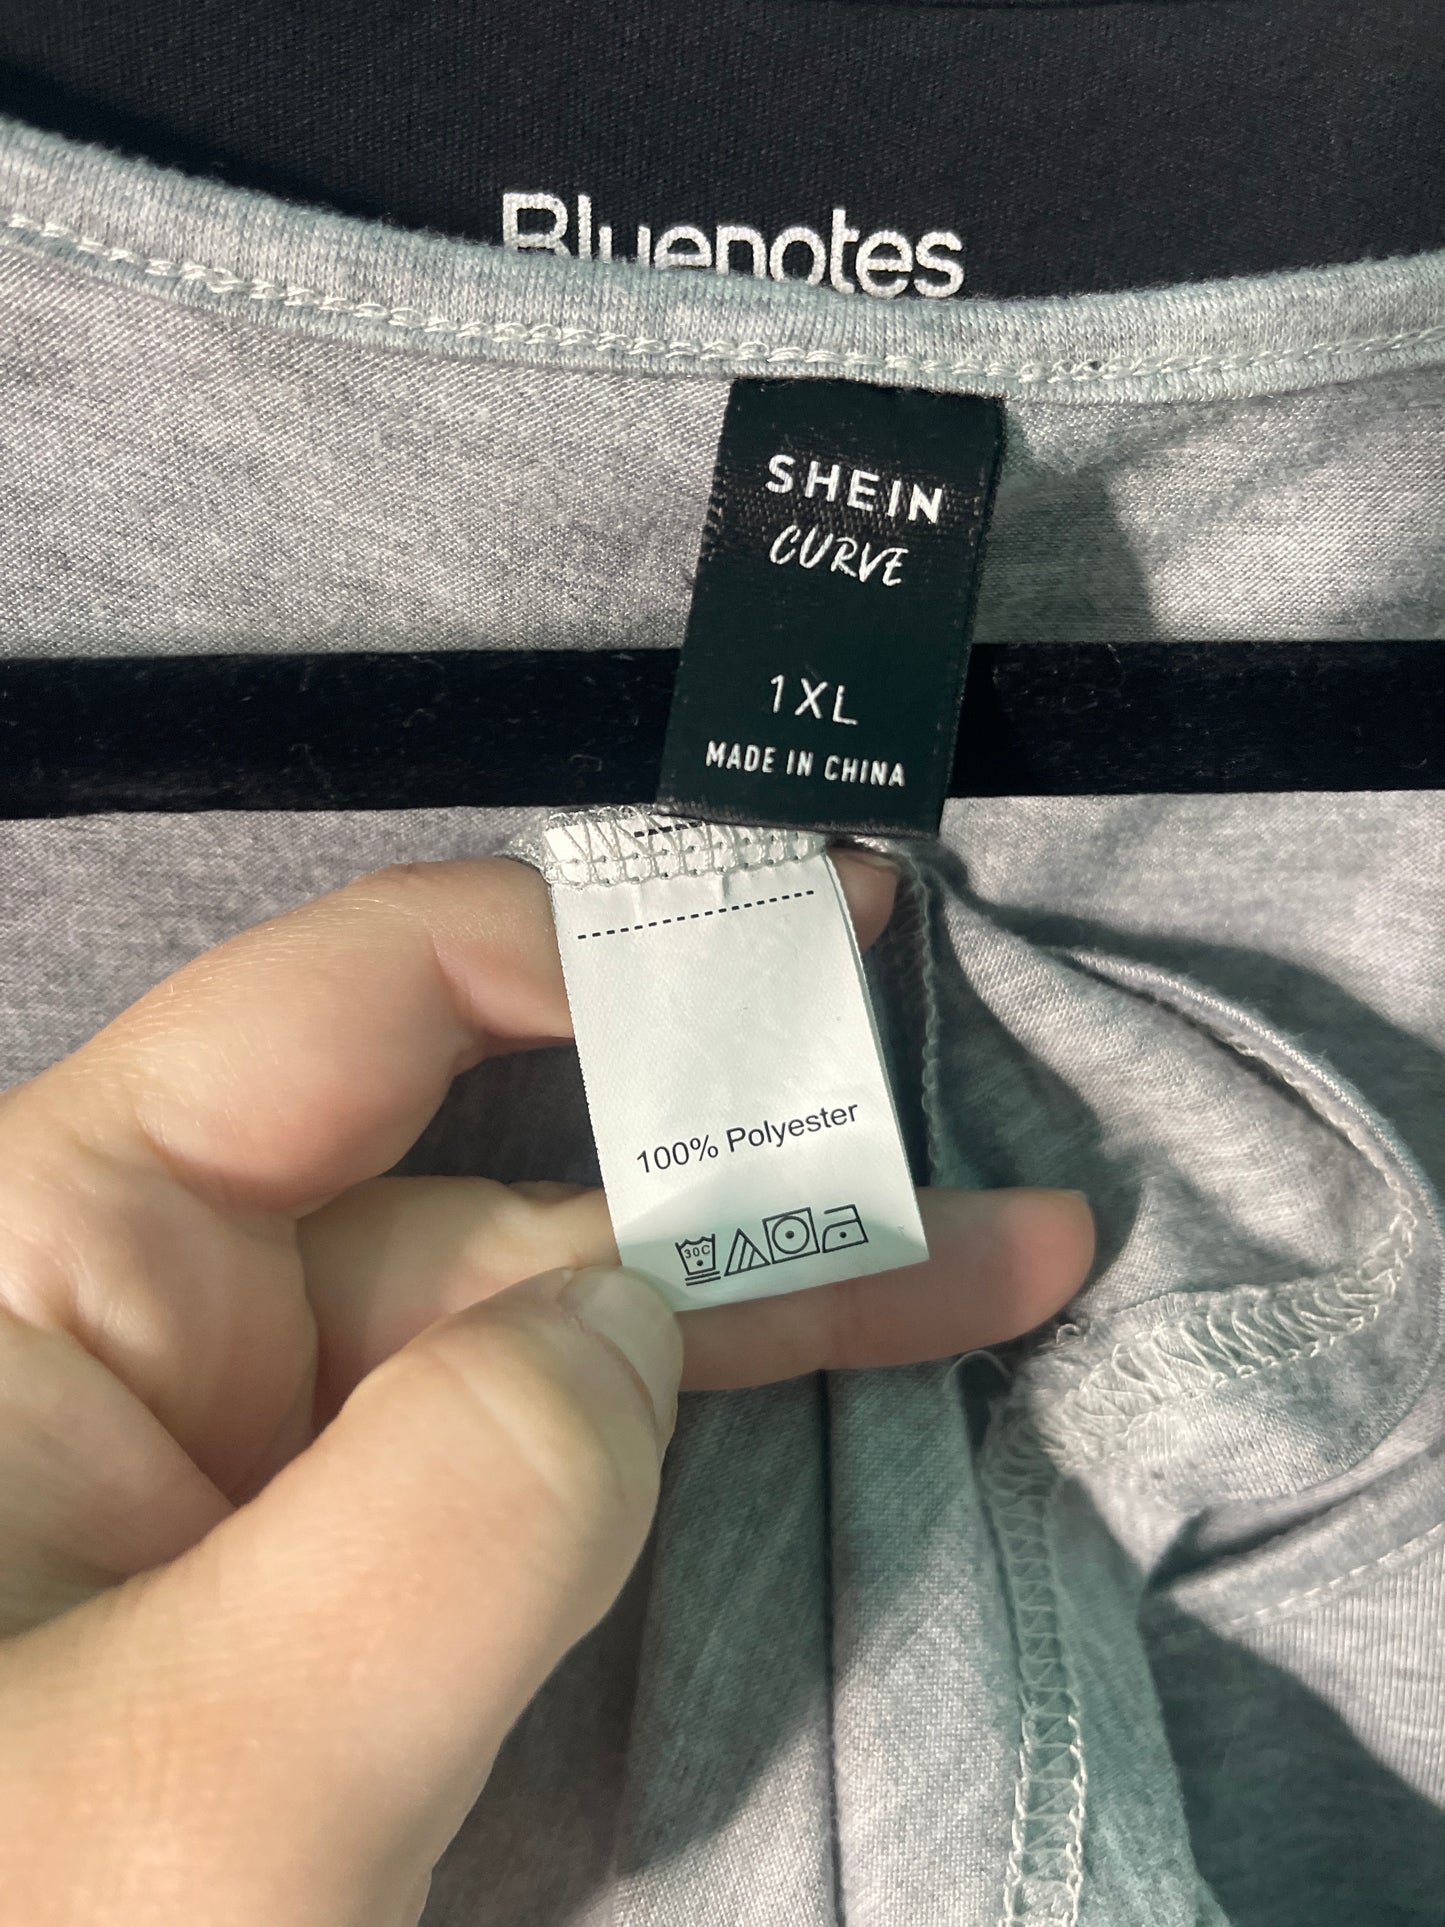 Bluenotes
SHEIN
CURVE
1XL
MADE IN CHINA
100% Polyester
30C